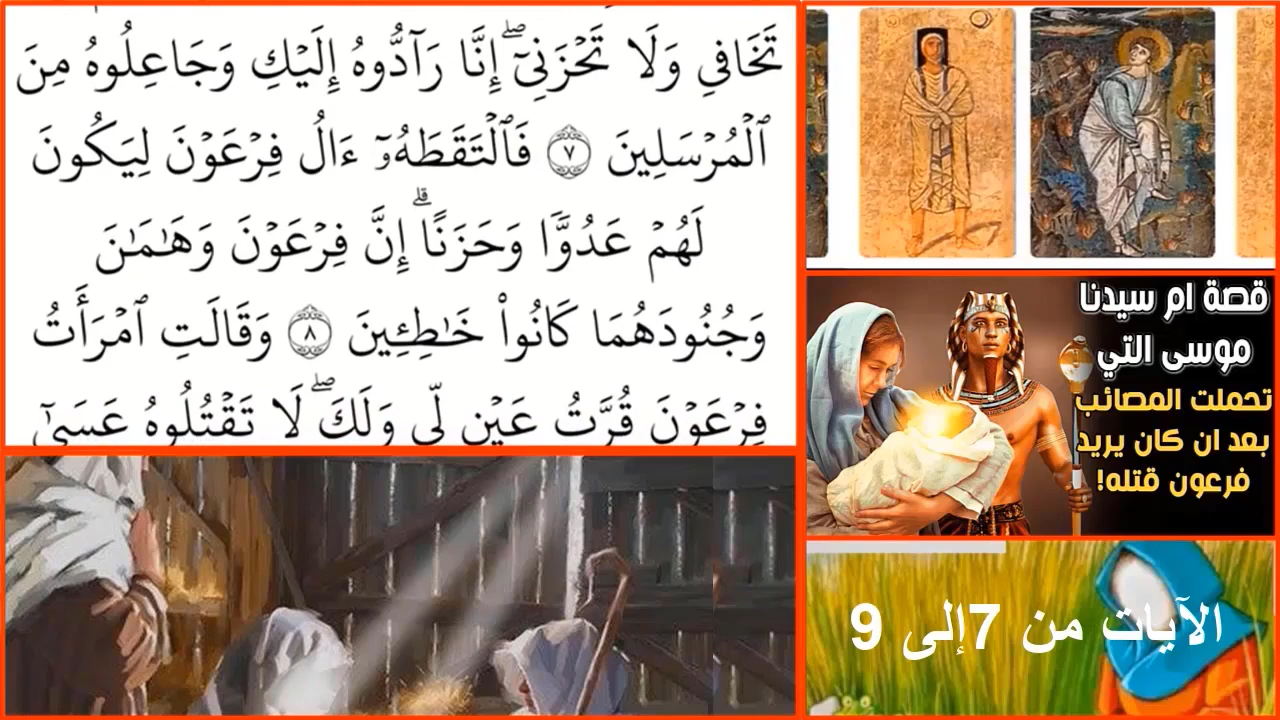 تَخَافِي وَلَا تَحْزَنِىٓ ۖ إِنَّا رَآدُّوهُ إِلَيْكِ وَجَاعِلُوهُ مِنَ
ٱلْمُرْسَلِينَ ٧ فَٱلْتَقَطَهُۥٓ ءَالُ فِرْعَوْنَ لِيَكُونَ
لَهُمْ عَدُوًّا وَحَزَنًا ۗ إِنَّ فِرْعَوْنَ وَهَٰمَٰنَ
وَجُنُودَهُمَا كَانُوا۟ خَٰطِـِٔينَ ٨ وَقَالَتِ ٱمْرَأَتُ
فِرْعَوْنَ قُرَّتُ عَيْنٍ لِّى وَلَكَ ۖ لَا تَقْتُلُوهُ عَسَىٰٓ
قصة ام سيدنا
موسى التي
تحملت المصائب
بعد ان كان يريد
فرعون قتله!
الآيات من 7إلى 9